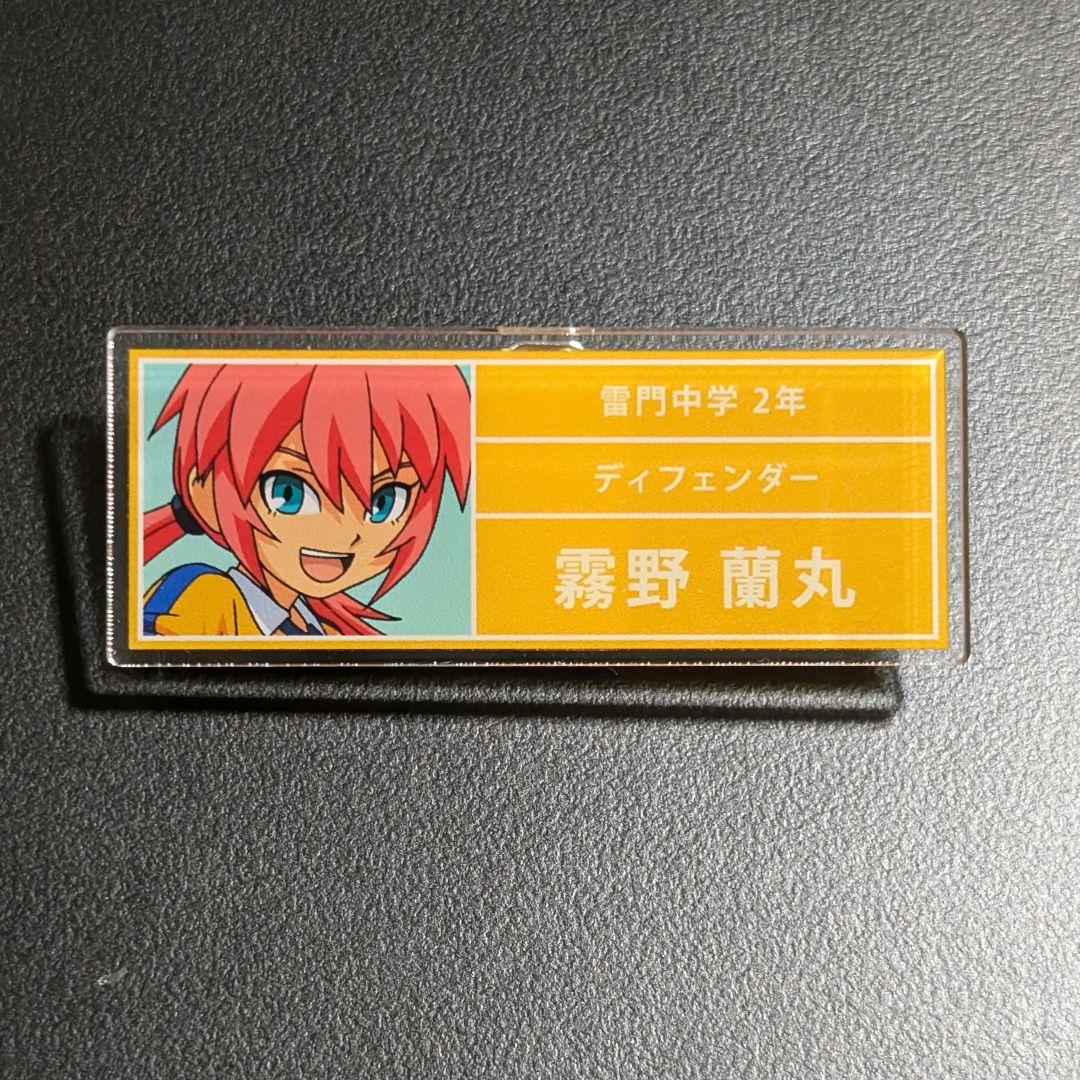 雷門中学 2年
ディフェンダー
霧野 蘭丸